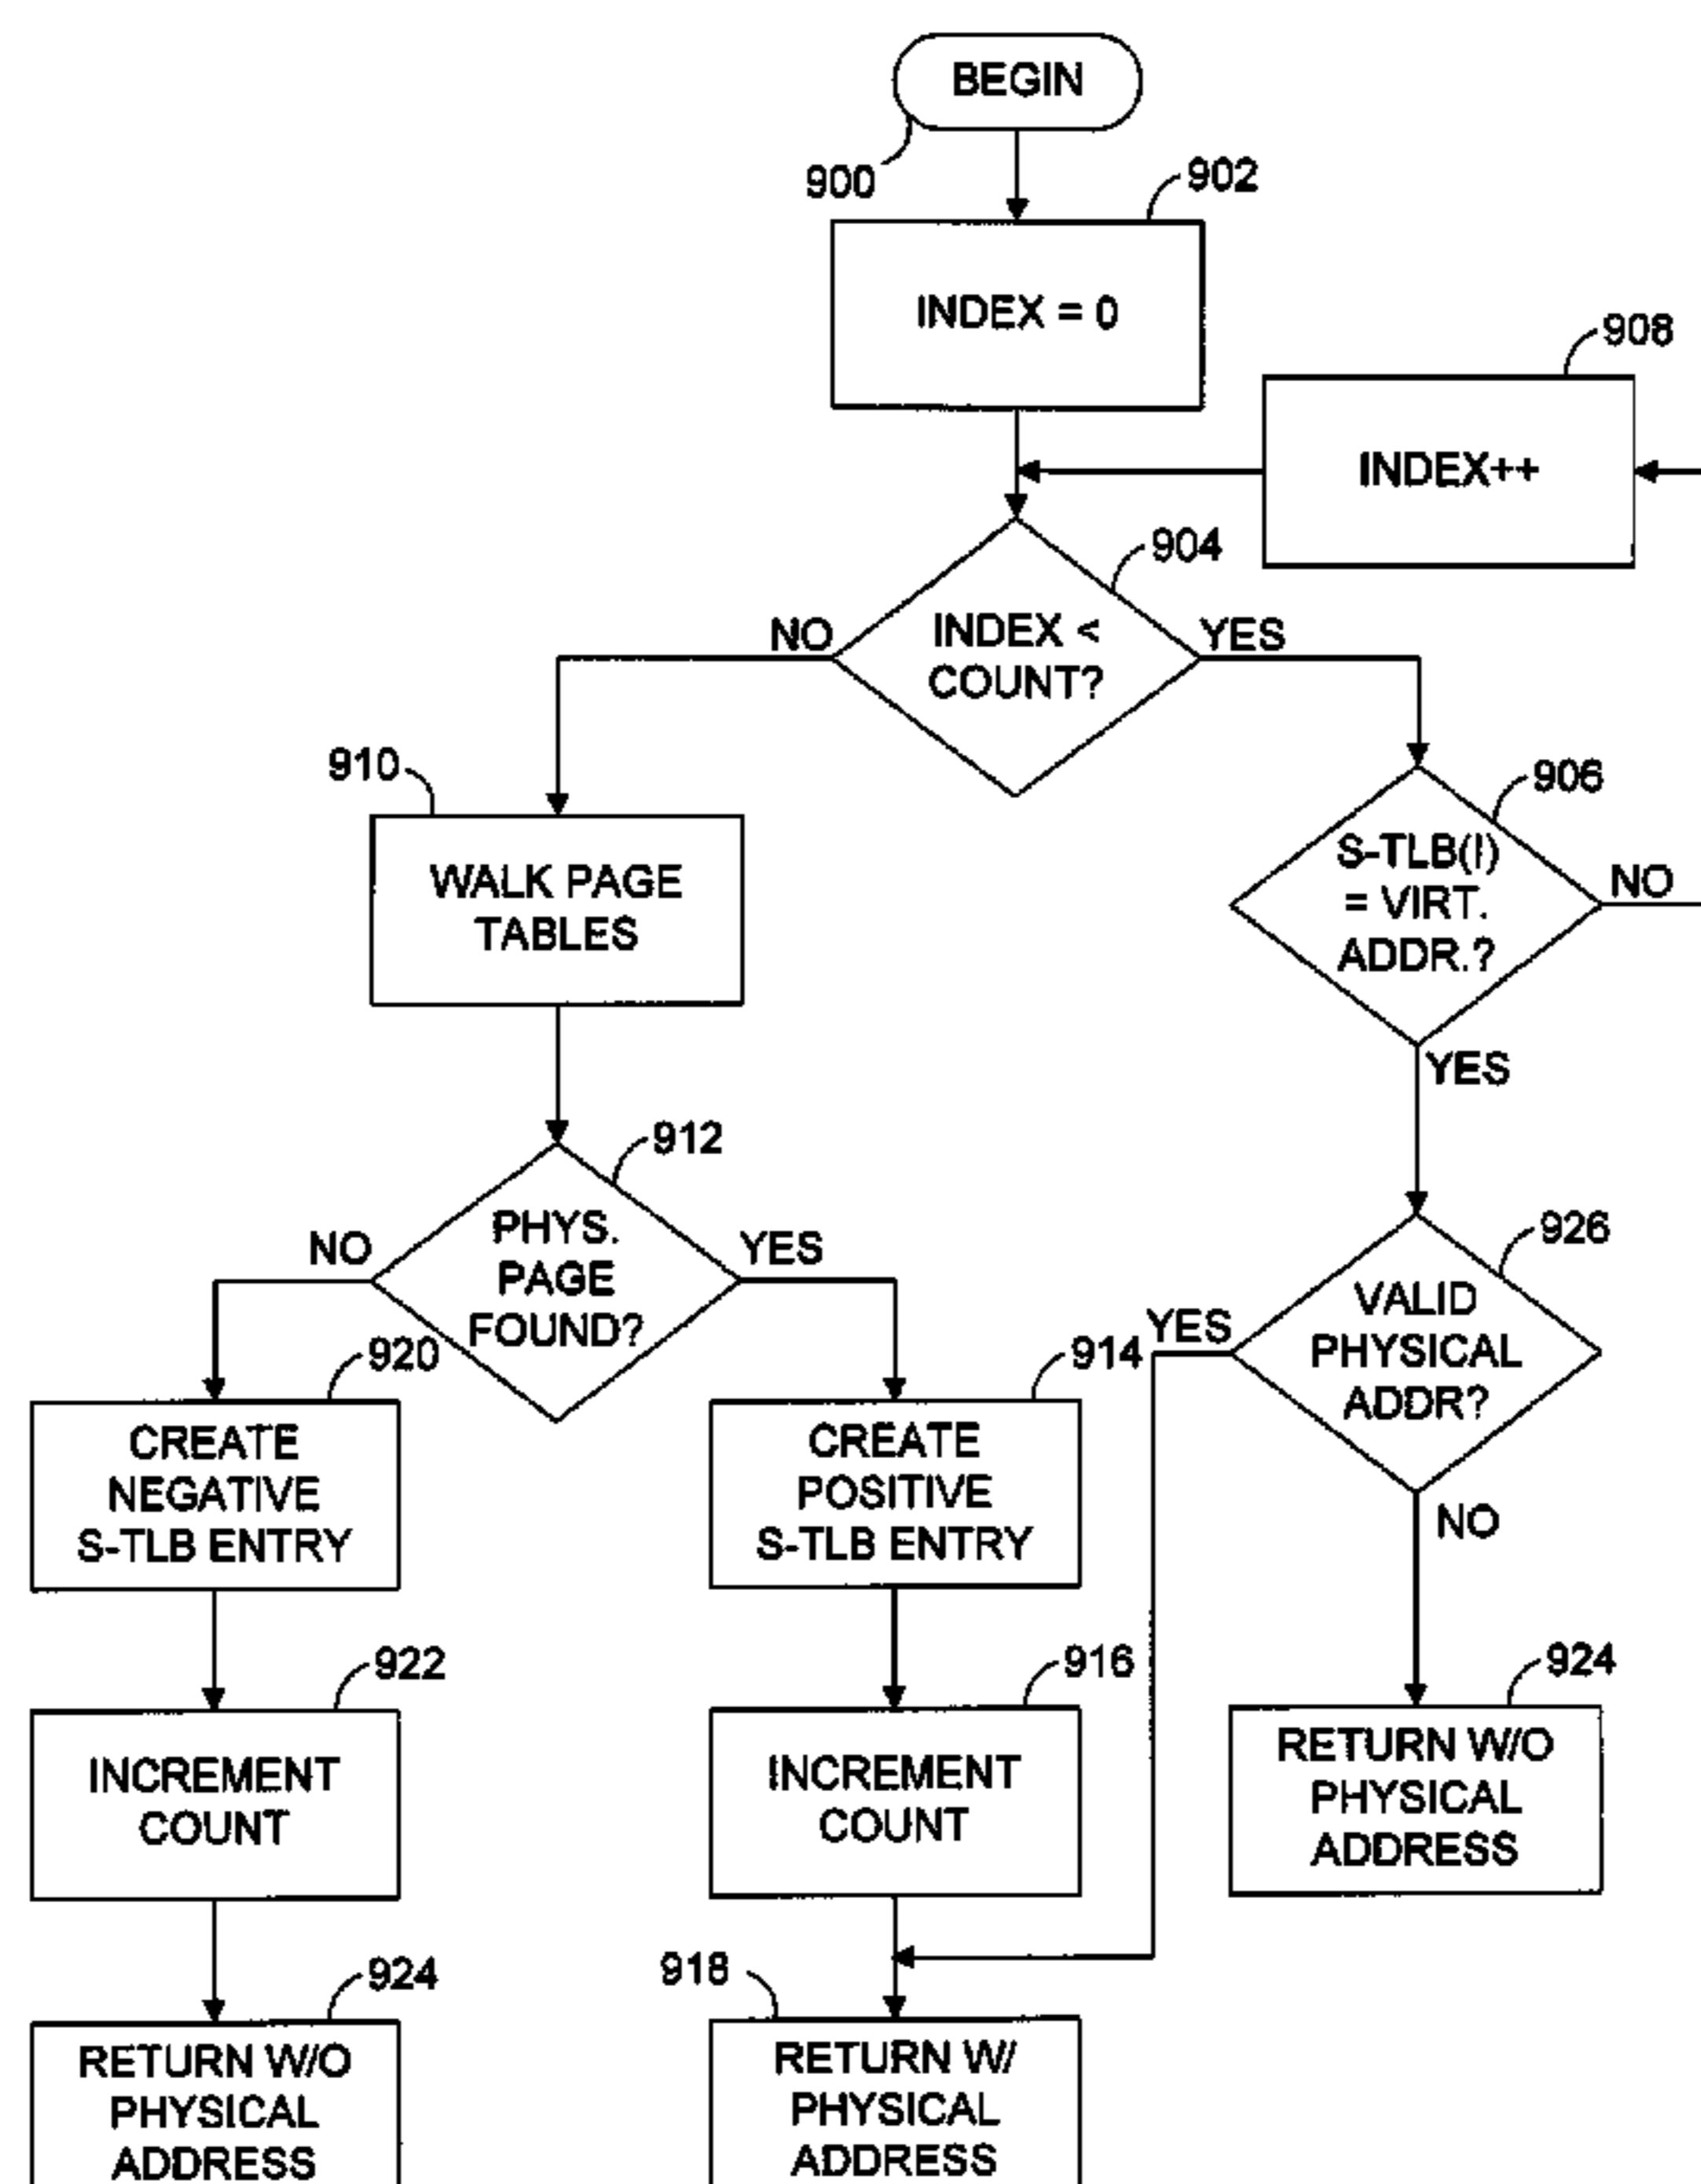 BEGIN
900
902
INDEX = 0
908
INDEX++
904
NO
INDEX <
COUNT?
YES
910
WALK PAGE
TABLES
906
S-TLB(I)
= VIRT.
ADDR.?
NO
YES
912
NO
PHYS.
PAGE
FOUND?
YES
926
YES
VALID
PHYSICAL
ADDR?
NO
920
CREATE
NEGATIVE
S-TLB ENTRY
914
CREATE
POSITIVE
S-TLB ENTRY
922
INCREMENT
COUNT
916
INCREMENT
COUNT
924
RETURN W/O
PHYSICAL
ADDRESS
924
RETURN W/O
PHYSICAL
ADDRESS
918
RETURN W/
PHYSICAL
ADDRESS